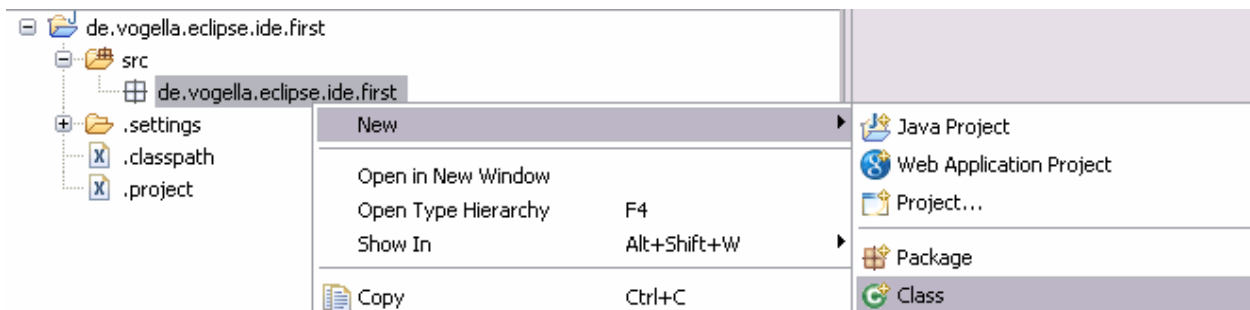 de.vogella.eclipse.ide.first
src
de.vogella.eclipse.ide.first
.settings
.classpath
.project
New
Open in New Window
Open Type Hierarchy F4
Show In Alt+Shift+W
Copy Ctrl+C
Java Project
Web Application Project
Project...
Package
Class